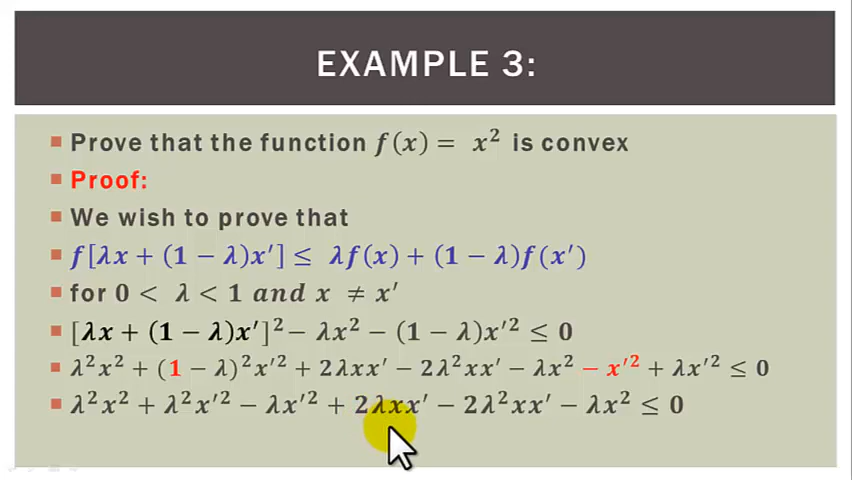 EXAMPLE 3:
Prove that the function f(x) = x² is convex
Proof:
We wish to prove that
f[λx + (1 − λ)x′] ≤ λf(x) + (1 − λ)f(x′)
for 0 < λ < 1 and x ≠ x′
[λx + (1 − λ)x′]² − λx² − (1 − λ)x′² ≤ 0
λ²x² + (1 − λ)²x′² + 2λxx′ − 2λ²xx′ − λx² − x′² + λx′² ≤ 0
λ²x² + λ²x′² − λx′² + 2λxx′ − 2λ²xx′ − λx² ≤ 0